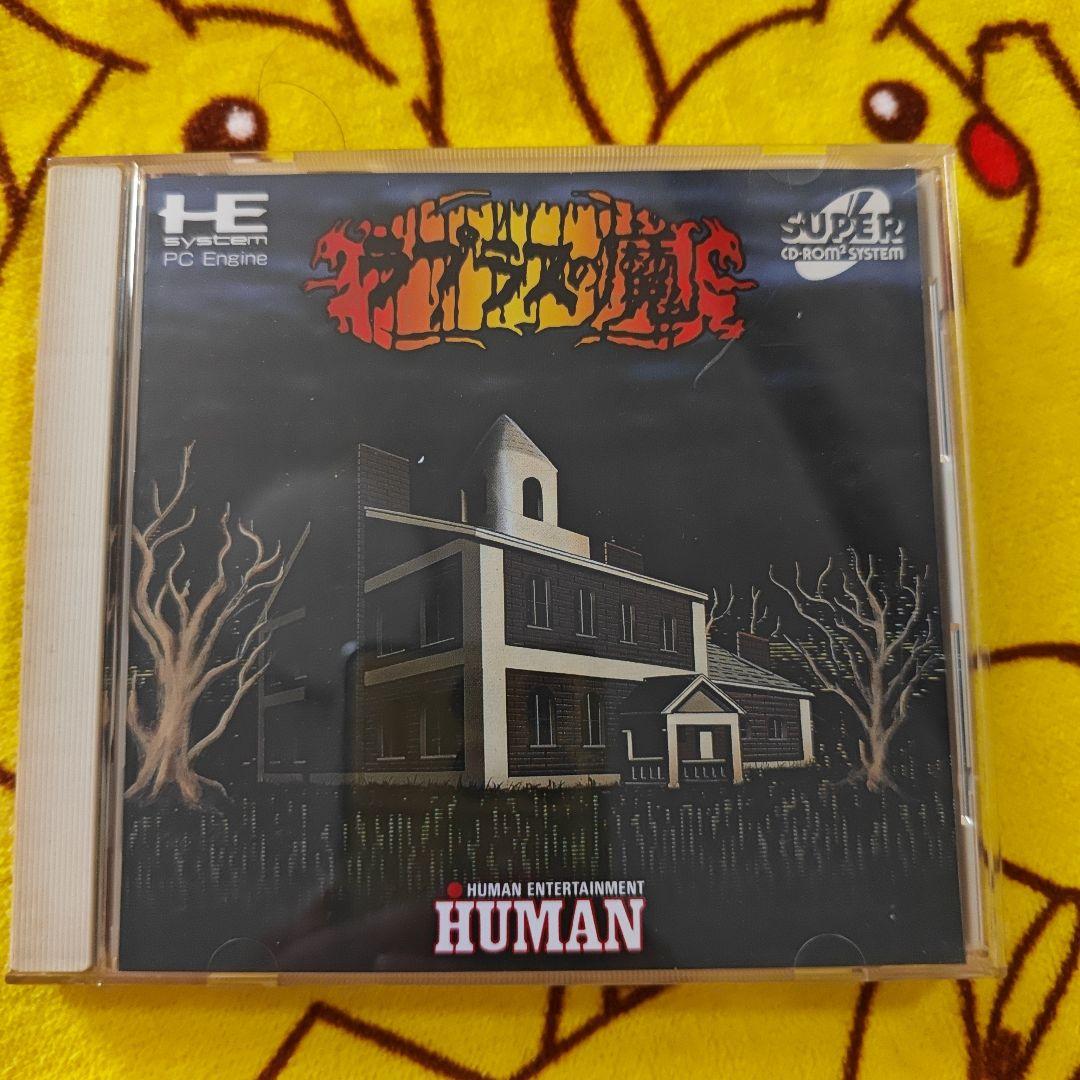 HE
system
PC Engine
ラプラスの魔
SUPER
CD-ROM² SYSTEM
HUMAN ENTERTAINMENT
HUMAN